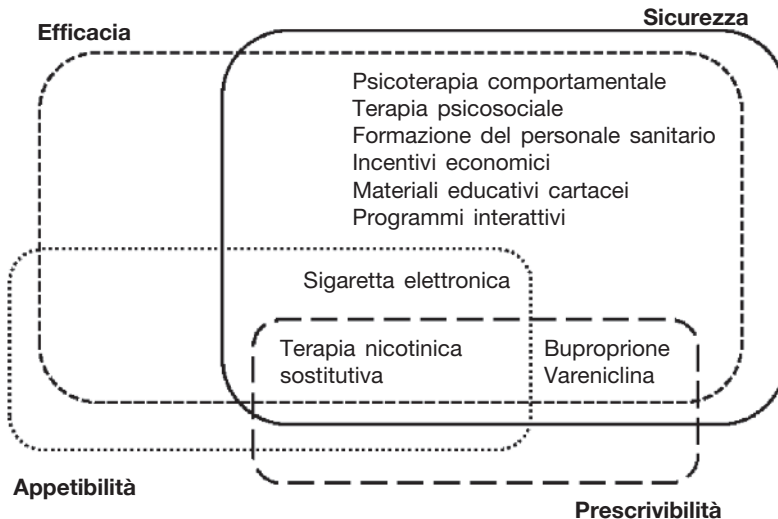 Efficacia
Sicurezza
Psicoterapia comportamentale
Terapia psicosociale
Formazione del personale sanitario
Incentivi economici
Materiali educativi cartacei
Programmi interattivi
Sigaretta elettronica
Terapia nicotinica
sostitutiva
Buproprione
Vareniclina
Appetibilità
Prescrivibilità